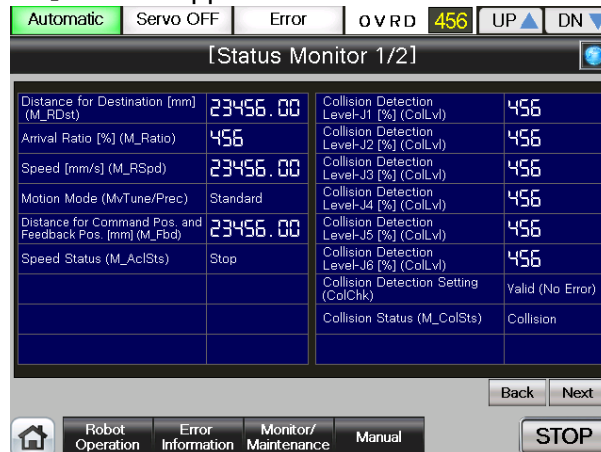 Automatic Servo OFF Error OVRD 456 UP DN
[Status Monitor 1/2]
Distance for Destination [mm]
(M_RDst)
23456.00
Arrival Ratio [%] (M_Ratio)
456
Speed [mm/s] (M_RSpd)
23456.00
Motion Mode (MvTune/Prec)
Standard
Distance for Command Pos. and
Feedback Pos. [mm] (M_Fbd)
23456.00
Speed Status (M_AclSts)
Stop
Collision Detection
Level-J1 [%] (ColLvl)
456
Collision Detection
Level-J2 [%] (ColLvl)
456
Collision Detection
Level-J3 [%] (ColLvl)
456
Collision Detection
Level-J4 [%] (ColLvl)
456
Collision Detection
Level-J5 [%] (ColLvl)
456
Collision Detection
Level-J6 [%] (ColLvl)
456
Collision Detection Setting
(ColChk)
Valid (No Error)
Collision Status (M_ColSts)
Collision
Back Next
Robot
Operation
Error
Information
Monitor/
Maintenance
Manual
STOP